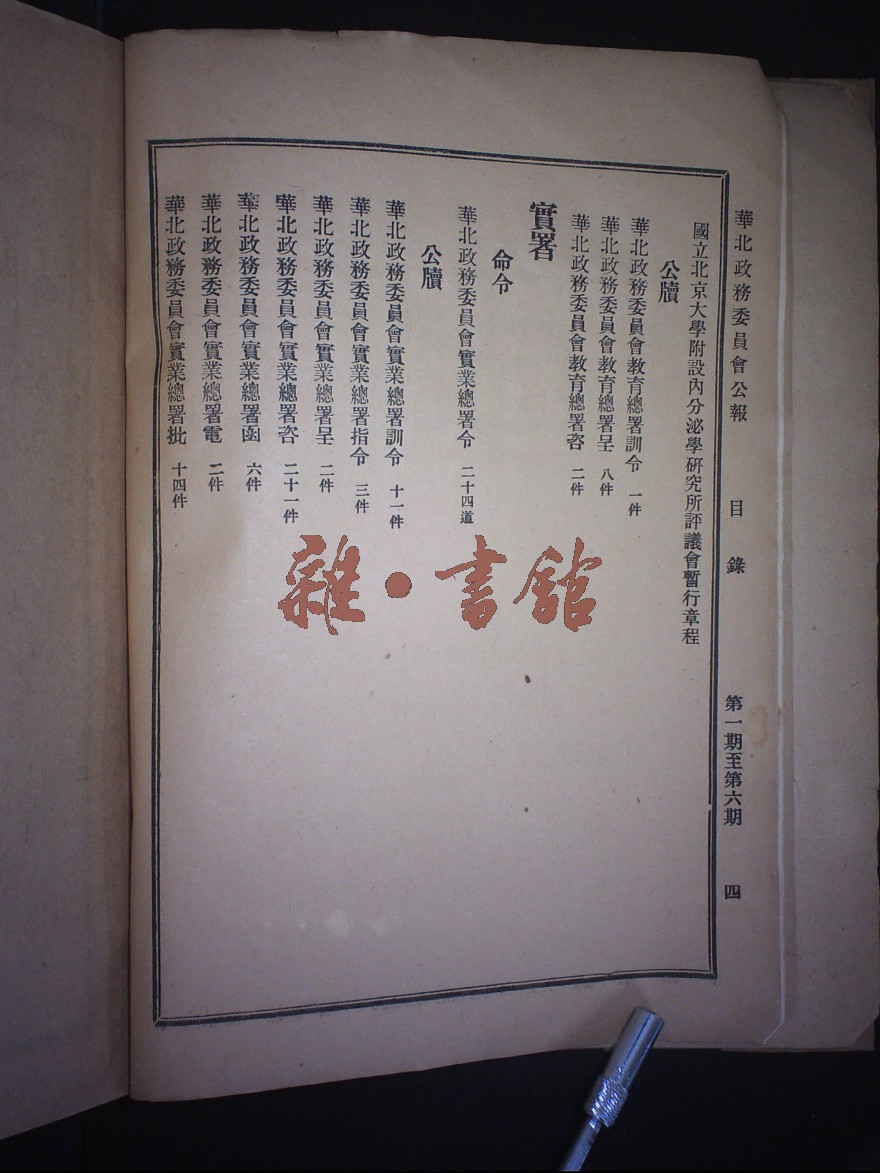 華北政務委員會公報 目錄 第一期至第六期 四
國立北京大學附設內分泌學研究所評議會暫行章程
公牘
華北政務委員會教育總署訓令 一件
華北政務委員會教育總署呈 八件
華北政務委員會教育總署咨 二件
實署
命令
華北政務委員會實業總署令 二十四道
公牘
華北政務委員會實業總署訓令 十一件
華北政務委員會實業總署指令 三件
華北政務委員會實業總署呈 二件
華北政務委員會實業總署咨 二十一件
華北政務委員會實業總署函 六件
華北政務委員會實業總署電 二件
華北政務委員會實業總署批 十四件
雜·書館